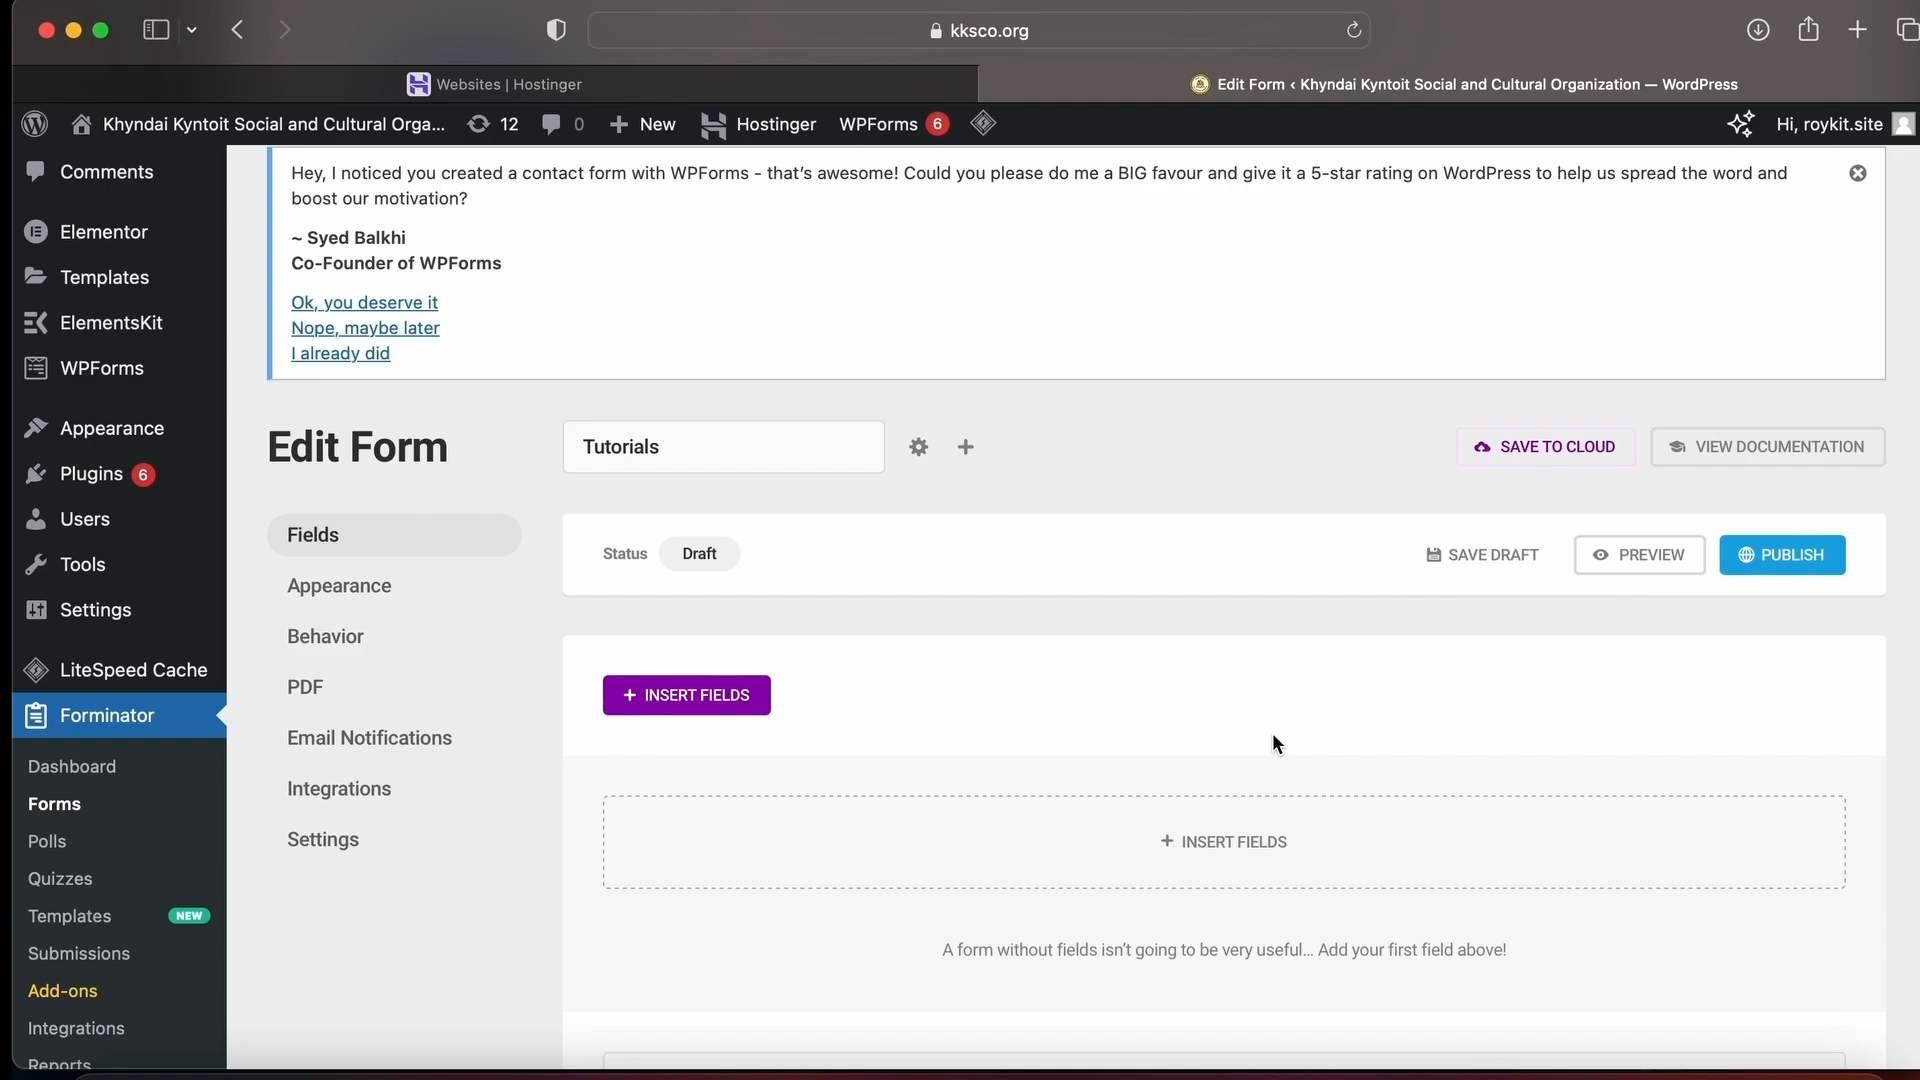 kksco.org
Websites | Hostinger
Edit Form ‹ Khyndai Kyntoit Social and Cultural Organization — WordPress
Khyndai Kyntoit Social and Cultural Orga...
12
0
New
Hostinger
WPForms 6
Hi, roykit.site
Comments
Elementor
Templates
ElementsKit
WPForms
Appearance
Plugins 6
Users
Tools
Settings
LiteSpeed Cache
Forminator
Dashboard
Forms
Polls
Quizzes
Templates NEW
Submissions
Add-ons
Integrations
Reports
Hey, I noticed you created a contact form with WPForms - that's awesome! Could you please do me a BIG favour and give it a 5-star rating on WordPress to help us spread the word and
boost our motivation?
~ Syed Balkhi
Co-Founder of WPForms
Ok, you deserve it
Nope, maybe later
I already did
Edit Form
Tutorials
SAVE TO CLOUD
VIEW DOCUMENTATION
Fields
Appearance
Behavior
PDF
Email Notifications
Integrations
Settings
Status Draft
SAVE DRAFT
PREVIEW
PUBLISH
+ INSERT FIELDS
+ INSERT FIELDS
A form without fields isn't going to be very useful... Add your first field above!